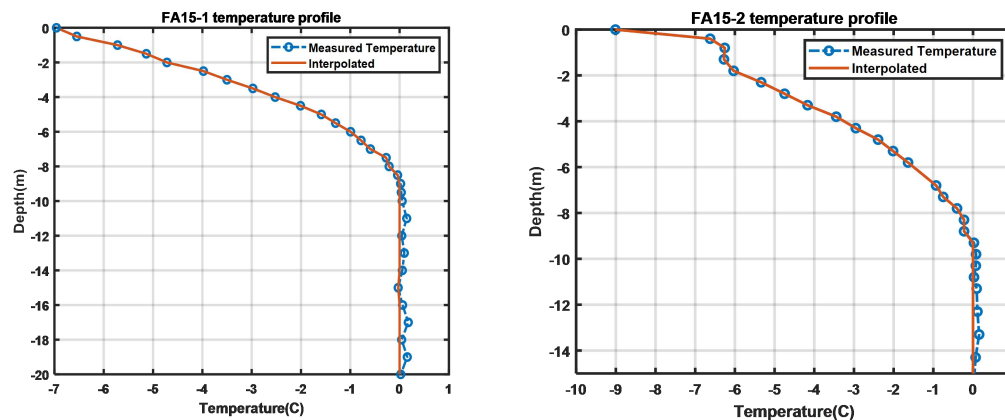 FA15-1 temperature profile
Measured Temperature
Interpolated
0
-2
-4
-6
-8
-10
-12
-14
-16
-18
-20
Depth(m)
-7 -6 -5 -4 -3 -2 -1 0 1
Temperature(C)
FA15-2 temperature profile
Measured Temperature
Interpolated
0
-2
-4
-6
-8
-10
-12
-14
Depth(m)
-10 -9 -8 -7 -6 -5 -4 -3 -2 -1 0
Temperature(C)